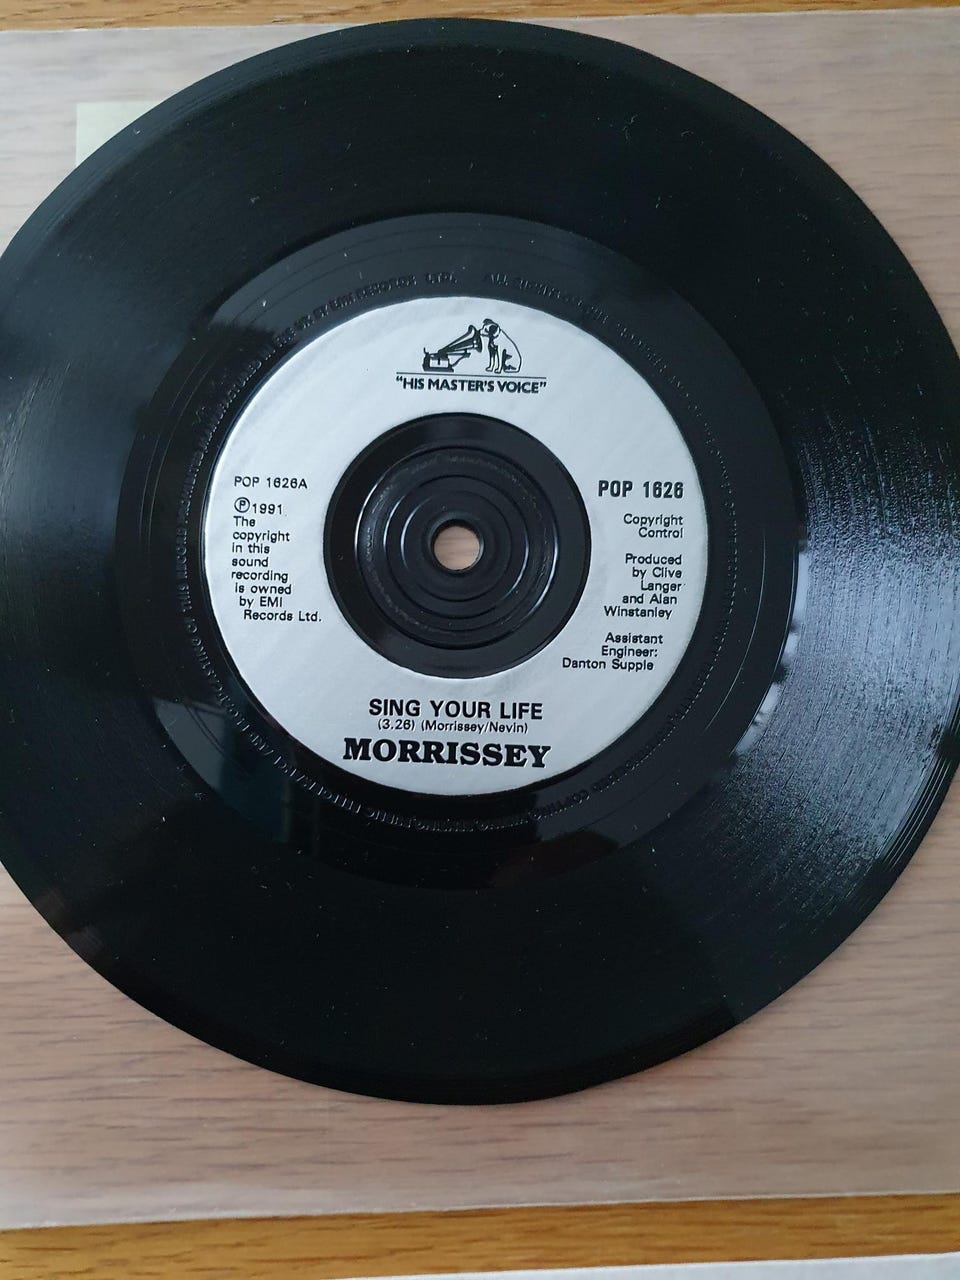 "HIS MASTER'S VOICE"
POP 1626A
Ⓟ1991
The
copyright
in this
sound
recording
is owned
by EMI
Records Ltd.
POP 1626
Copyright
Control
Produced
by Clive
Langer
and Alan
Winstanley
Assistant
Engineer:
Danton Supple
SING YOUR LIFE
(3.26) (Morrissey/Nevin)
MORRISSEY